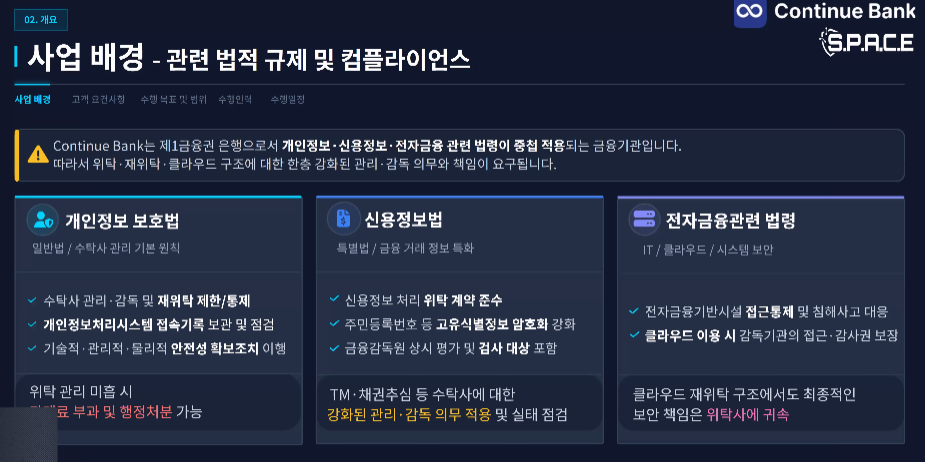 02. 개요
Continue Bank
S.P.A.C.E
사업 배경 - 관련 법적 규제 및 컴플라이언스
사업 배경 고객 요건사항 수행 목표 및 범위 수행인력 수행일정
Continue Bank는 제1금융권 은행으로서 개인정보·신용정보·전자금융 관련 법령이 중첩 적용되는 금융기관입니다.
따라서 위탁·재위탁·클라우드 구조에 대한 한층 강화된 관리·감독 의무와 책임이 요구됩니다.
개인정보 보호법
일반법 / 수탁사 관리 기본 원칙
수탁사 관리·감독 및 재위탁 제한/통제
개인정보처리시스템 접속기록 보관 및 점검
기술적·관리적·물리적 안전성 확보조치 이행
위탁 관리 미흡 시
부과 및 행정처분 가능
신용정보법
특별법 / 금융 거래 정보 특화
신용정보 처리 위탁 계약 준수
주민등록번호 등 고유식별정보 암호화 강화
금융감독원 상시 평가 및 검사 대상 포함
TM·채권추심 등 수탁사에 대한
강화된 관리·감독 의무 적용 및 실태 점검
전자금융관련 법령
IT / 클라우드 / 시스템 보안
전자금융기반시설 접근통제 및 침해사고 대응
클라우드 이용 시 감독기관의 접근·감사권 보장
클라우드 재위탁 구조에서도 최종적인
보안 책임은 위탁사에 귀속